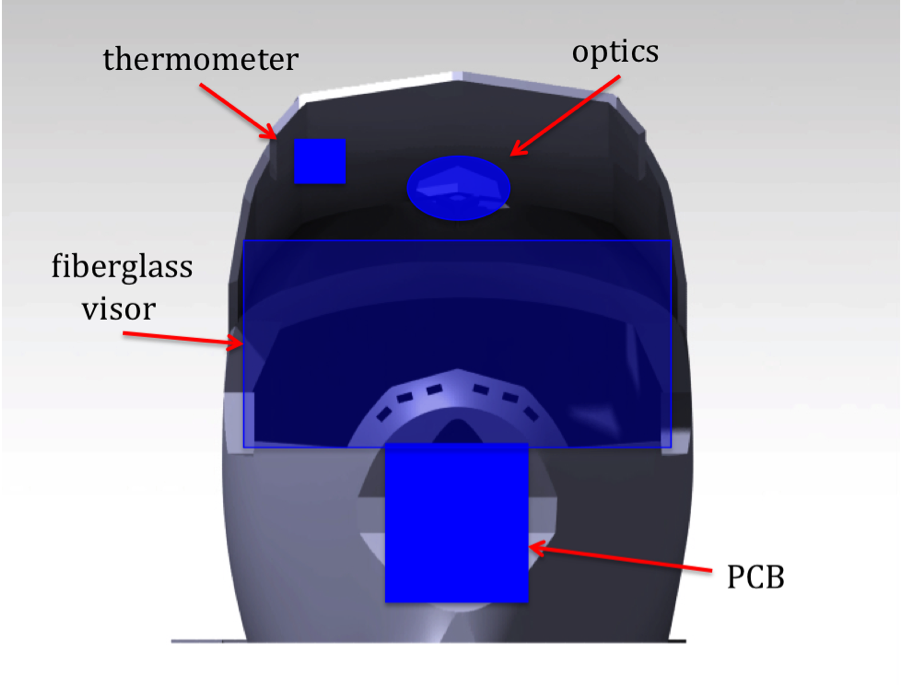 thermometer
optics
fiberglass
visor
PCB